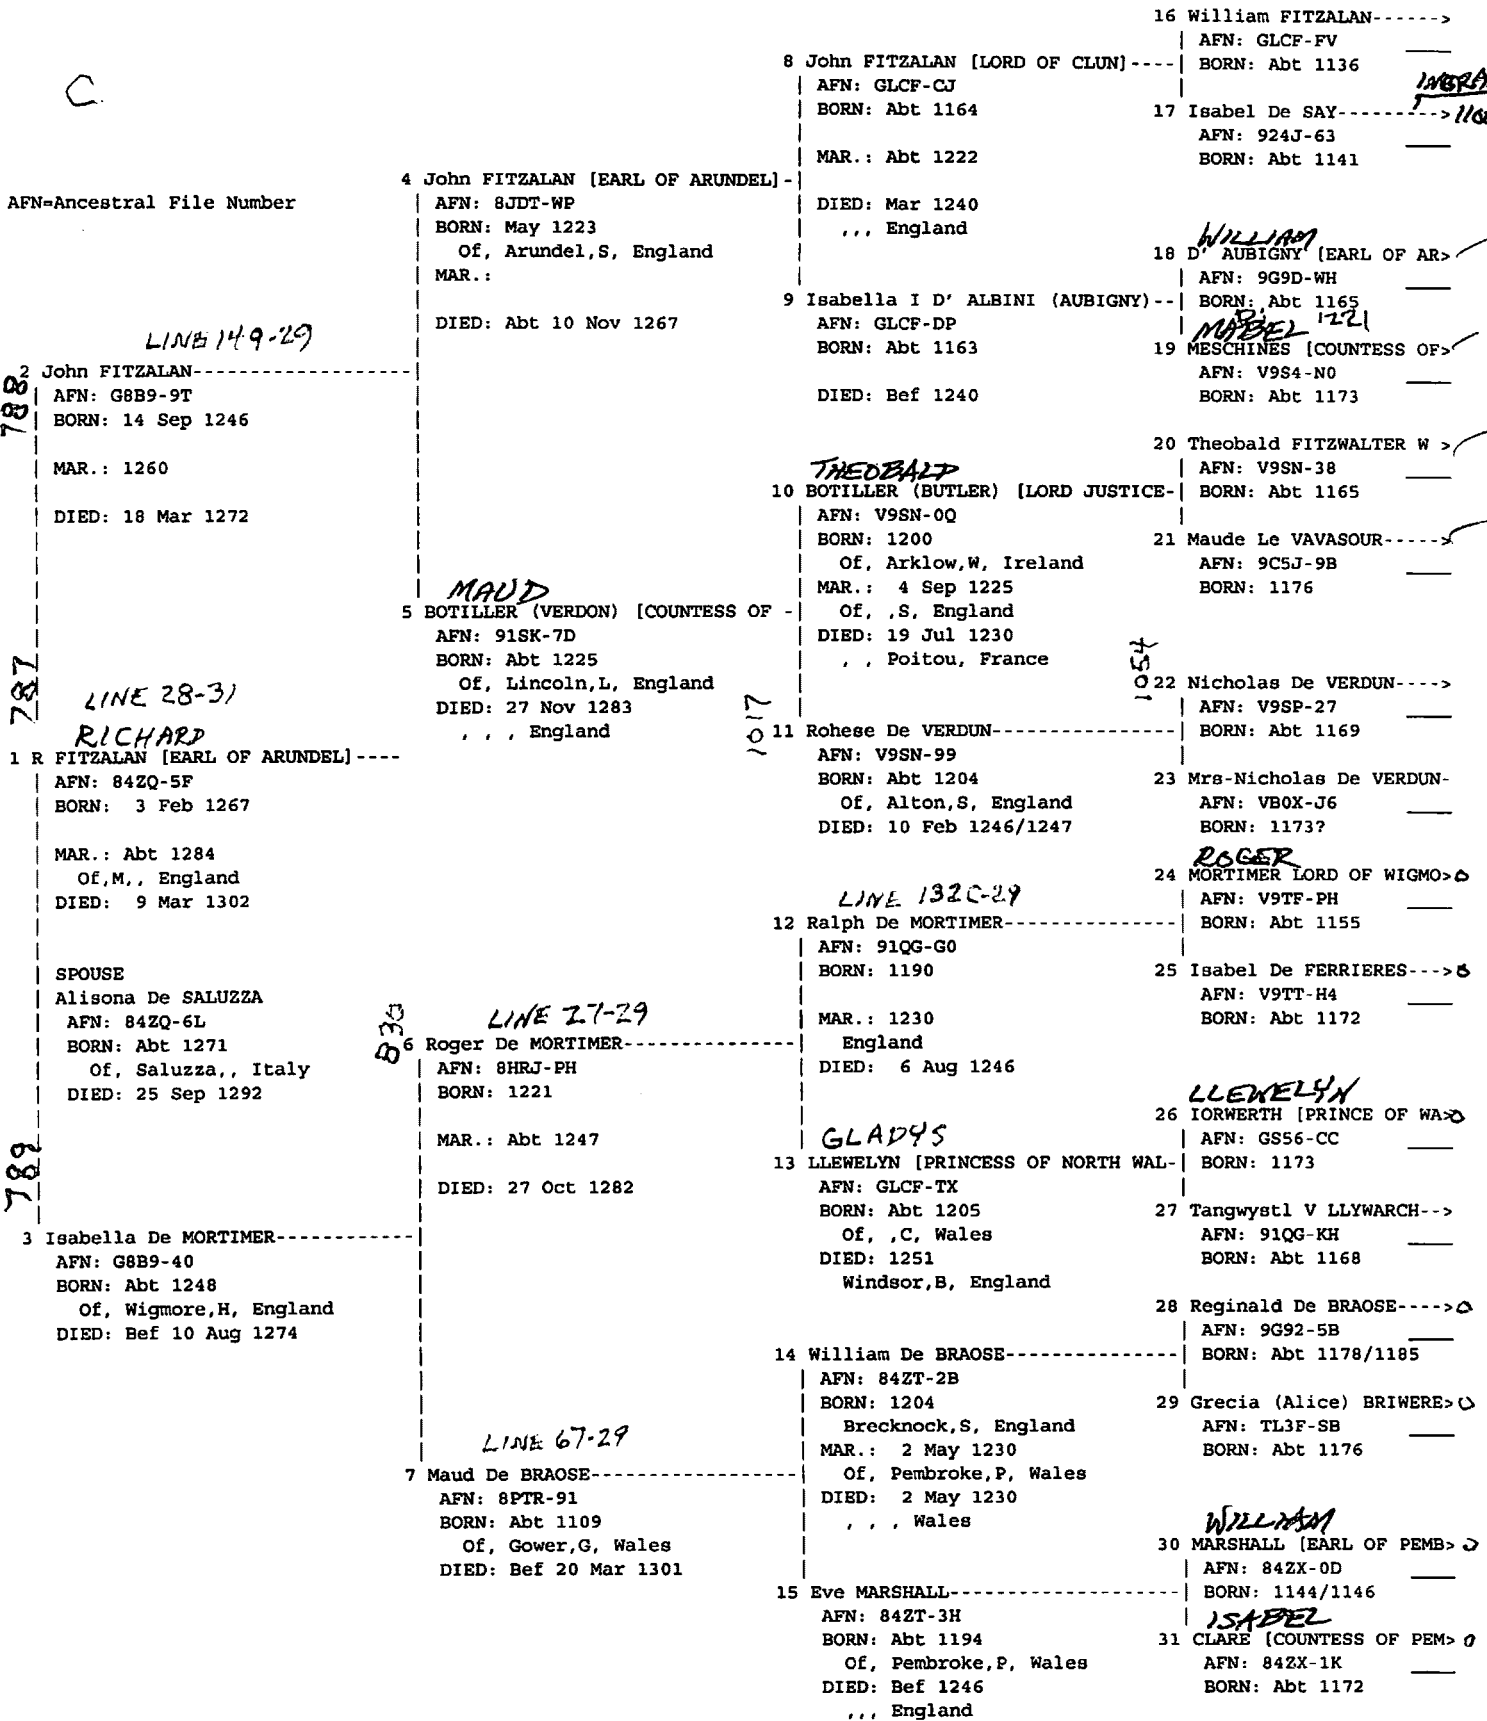 C.
AFN=Ancestral File Number
LINE 149-29
2 John FITZALAN------------------
AFN: G8B9-9T
BORN: 14 Sep 1246
MAR.: 1260
DIED: 18 Mar 1272
788
787
LINE 28-31
RICHARD
1 R FITZALAN [EARL OF ARUNDEL]----
AFN: 84ZQ-5F
BORN: 3 Feb 1267
MAR.: Abt 1284
Of,M,, England
DIED: 9 Mar 1302
SPOUSE
Alisona De SALUZZA
AFN: 84ZQ-6L
BORN: Abt 1271
Of, Saluzza,, Italy
DIED: 25 Sep 1292
789
3 Isabella De MORTIMER------------
AFN: G8B9-40
BORN: Abt 1248
Of, Wigmore,H, England
DIED: Bef 10 Aug 1274
4 John FITZALAN [EARL OF ARUNDEL]-
AFN: 8JDT-WP
BORN: May 1223
Of, Arundel,S, England
MAR.:
DIED: Abt 10 Nov 1267
MAUD
5 BOTILLER (VERDON) [COUNTESS OF -
AFN: 91SK-7D
BORN: Abt 1225
Of, Lincoln,L, England
DIED: 27 Nov 1283
, , , England
830
LINE 27-29
6 Roger De MORTIMER--------------
AFN: 8HRJ-PH
BORN: 1221
MAR.: Abt 1247
DIED: 27 Oct 1282
LINE 67-29
7 Maud De BRAOSE-----------------
AFN: 8PTR-91
BORN: Abt 1109
Of, Gower,G, Wales
DIED: Bef 20 Mar 1301
8 John FITZALAN [LORD OF CLUN]----
AFN: GLCF-CJ
BORN: Abt 1164
MAR.: Abt 1222
DIED: Mar 1240
,,, England
9 Isabella I D' ALBINI (AUBIGNY)--
AFN: GLCF-DP
BORN: Abt 1163
DIED: Bef 1240
THEOBALD
10 BOTILLER (BUTLER) [LORD JUSTICE-
AFN: V9SN-0Q
BORN: 1200
Of, Arklow,W, Ireland
MAR.: 4 Sep 1225
Of, ,S, England
DIED: 19 Jul 1230
, , Poitou, France
1017
11 Rohese De VERDUN---------------
AFN: V9SN-99
BORN: Abt 1204
Of, Alton,S, England
DIED: 10 Feb 1246/1247
LINE 132C-29
12 Ralph De MORTIMER--------------
AFN: 91QG-G0
BORN: 1190
MAR.: 1230
England
DIED: 6 Aug 1246
GLADYS
13 LLEWELYN [PRINCESS OF NORTH WAL-
AFN: GLCF-TX
BORN: Abt 1205
Of, ,C, Wales
DIED: 1251
Windsor,B, England
14 William De BRAOSE--------------
AFN: 84ZT-2B
BORN: 1204
Brecknock,S, England
MAR.: 2 May 1230
Of, Pembroke,P, Wales
DIED: 2 May 1230
, , , Wales
15 Eve MARSHALL-------------------
AFN: 84ZT-3H
BORN: Abt 1194
Of, Pembroke,P, Wales
DIED: Bef 1246
,,, England
16 William FITZALAN------>
AFN: GLCF-FV
BORN: Abt 1136
17 Isabel De SAY--------->
AFN: 924J-63
BORN: Abt 1141
WILLIAM
18 D' AUBIGNY [EARL OF AR>
AFN: 9G9D-WH
BORN: Abt 1165
D. 1221
MABEL
19 MESCHINES [COUNTESS OF>
AFN: V9S4-N0
BORN: Abt 1173
20 Theobald FITZWALTER W >
AFN: V9SN-38
BORN: Abt 1165
21 Maude Le VAVASOUR----->
AFN: 9C5J-9B
BORN: 1176
1054
22 Nicholas De VERDUN---->
AFN: V9SP-27
BORN: Abt 1169
23 Mrs-Nicholas De VERDUN-
AFN: VB0X-J6
BORN: 1173?
ROGER
24 MORTIMER LORD OF WIGMO>
AFN: V9TF-PH
BORN: Abt 1155
25 Isabel De FERRIERES--->
AFN: V9TT-H4
BORN: Abt 1172
LLEWELYN
26 IORWERTH [PRINCE OF WA>
AFN: GS56-CC
BORN: 1173
27 Tangwystl V LLYWARCH-->
AFN: 91QG-KH
BORN: Abt 1168
28 Reginald De BRAOSE---->
AFN: 9G92-5B
BORN: Abt 1178/1185
29 Grecia (Alice) BRIWERE>
AFN: TL3F-SB
BORN: Abt 1176
WILLIAM
30 MARSHALL [EARL OF PEMB>
AFN: 84ZX-0D
BORN: 1144/1146
ISABEL
31 CLARE [COUNTESS OF PEM>
AFN: 84ZX-1K
BORN: Abt 1172